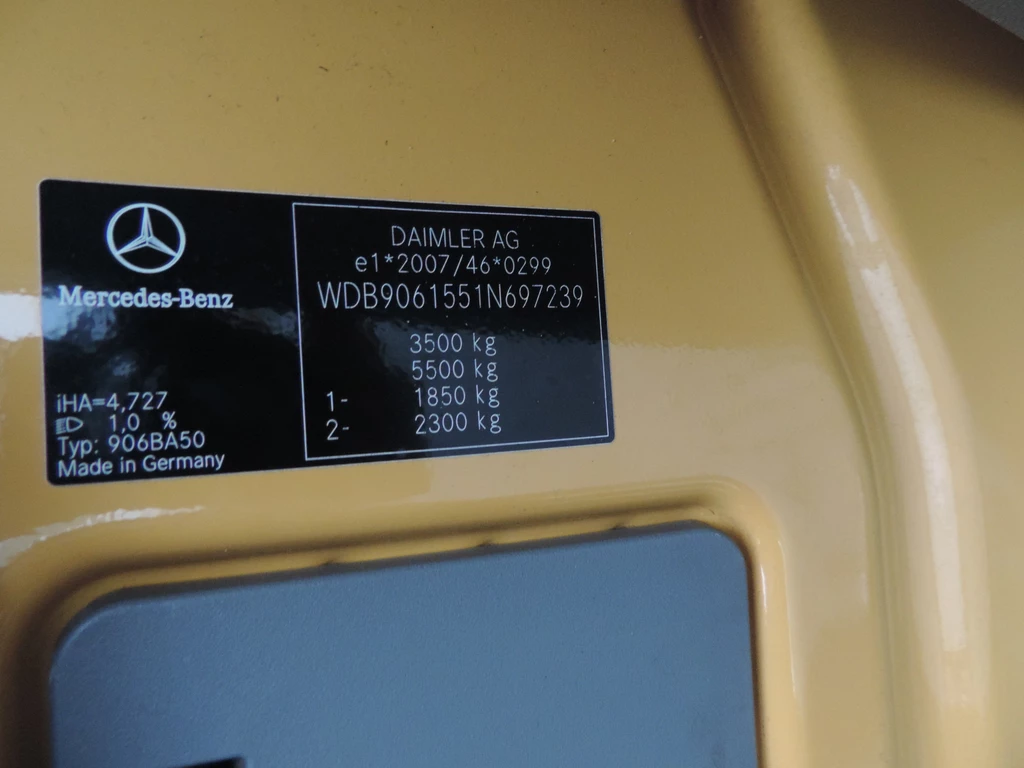 Mercedes-Benz
iHA=4,727
1,0 %
Typ: 906BA50
Made in Germany
DAIMLER AG
e1*2007/46*0299
WDB9061551N697239
3500 kg
5500 kg
1- 1850 kg
2- 2300 kg